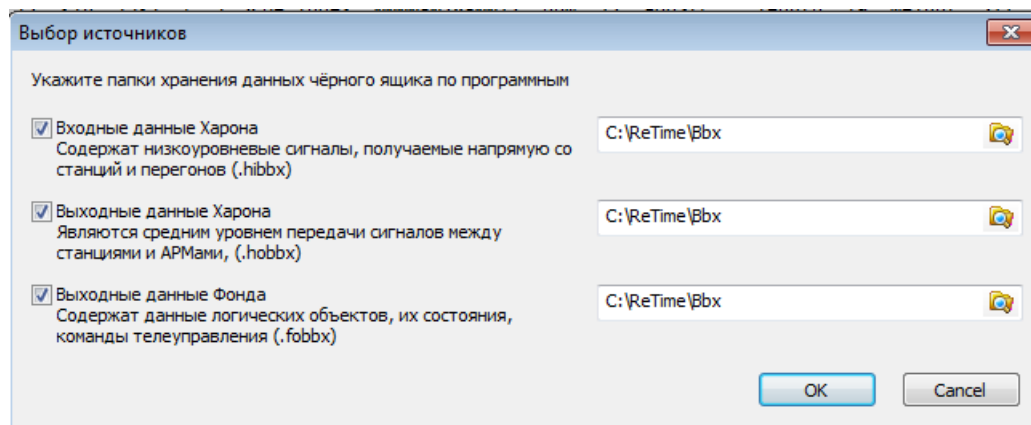 Выбор источников
Укажите папки хранения данных чёрного ящика по программным
Входные данные Харона
Содержат низкоуровневые сигналы, получаемые напрямую со
станций и перегонов (.hibbx)
C:\ReTime\Bbx
Выходные данные Харона
Являются средним уровнем передачи сигналов между
станциями и АРМами, (.hobbx)
C:\ReTime\Bbx
Выходные данные Фонда
Содержат данные логических объектов, их состояния,
команды телеуправления (.fobbx)
C:\ReTime\Bbx
OK
Cancel